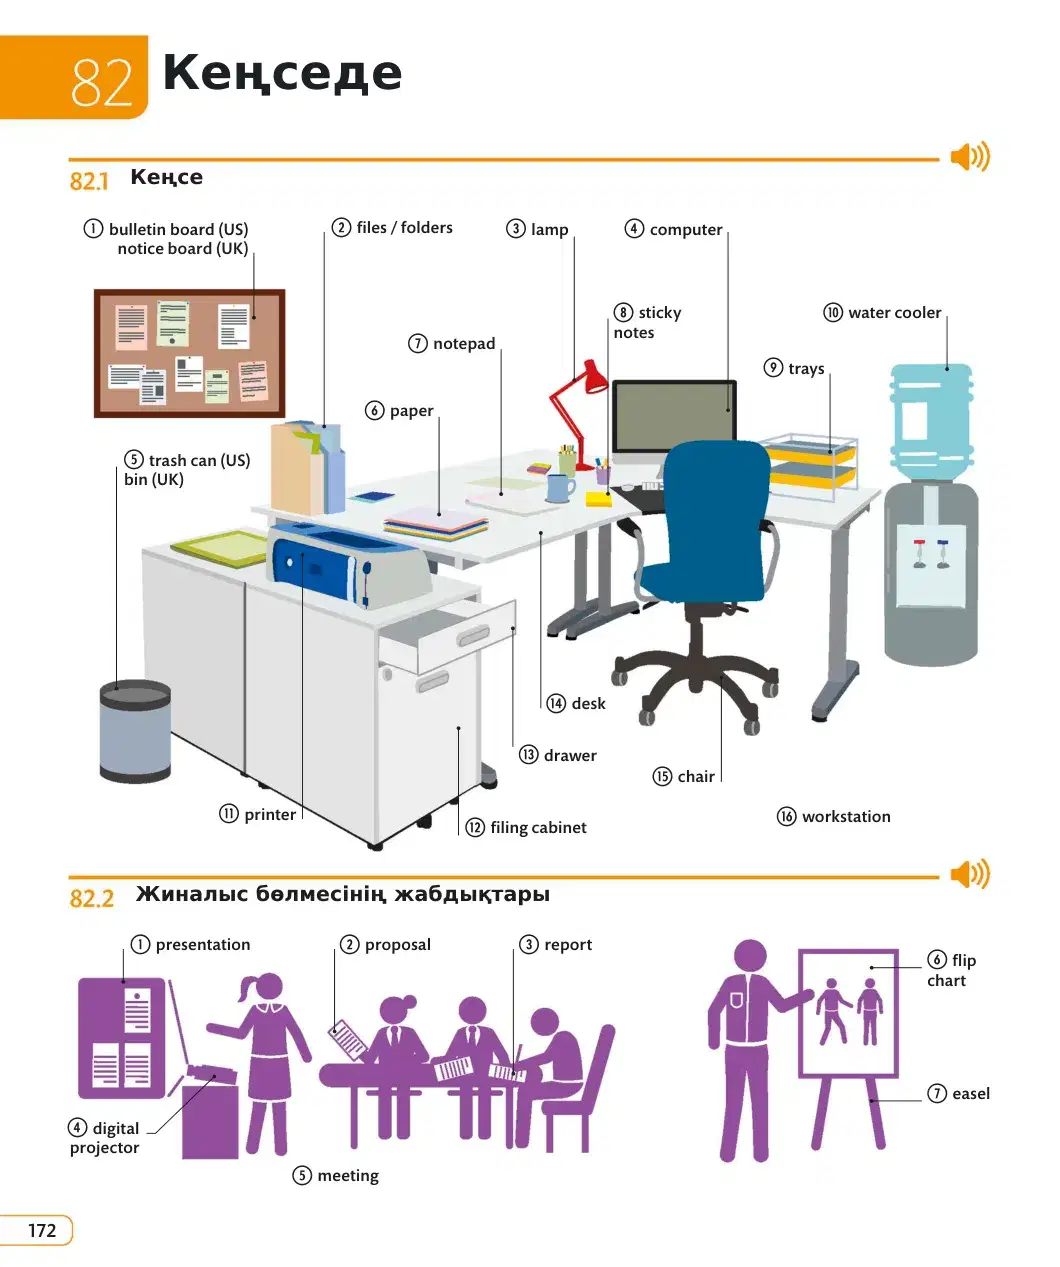 82 Кеңседе
82.1 Кеңсе
① bulletin board (US)
notice board (UK)
② files / folders
③ lamp
④ computer
⑤ trash can (US)
bin (UK)
⑥ paper
⑦ notepad
⑧ sticky
notes
⑨ trays
⑩ water cooler
⑪ printer
⑫ filing cabinet
⑬ drawer
⑭ desk
⑮ chair
⑯ workstation
82.2 Жиналыс бөлмесінің жабдықтары
① presentation
② proposal
③ report
④ digital
projector
⑤ meeting
⑥ flip
chart
⑦ easel
172